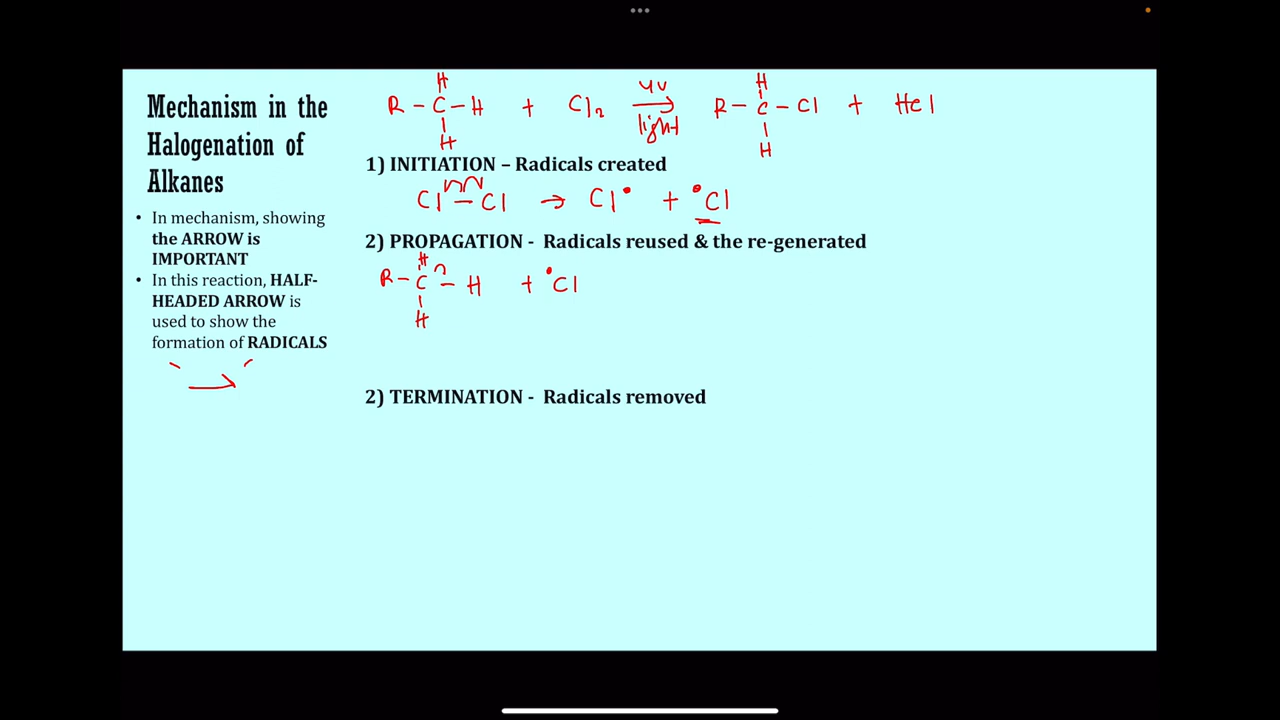 Mechanism in the
Halogenation of
Alkanes
• In mechanism, showing
the ARROW is
IMPORTANT
• In this reaction, HALF-
HEADED ARROW is
used to show the
formation of RADICALS
H H
R – C – H + Cl₂ uv → light R – C – Cl + HCl
H H
1) INITIATION – Radicals created
Cl – Cl → Cl• + •Cl
2) PROPAGATION - Radicals reused & the re-generated
H
R – C – H + •Cl
H
2) TERMINATION - Radicals removed